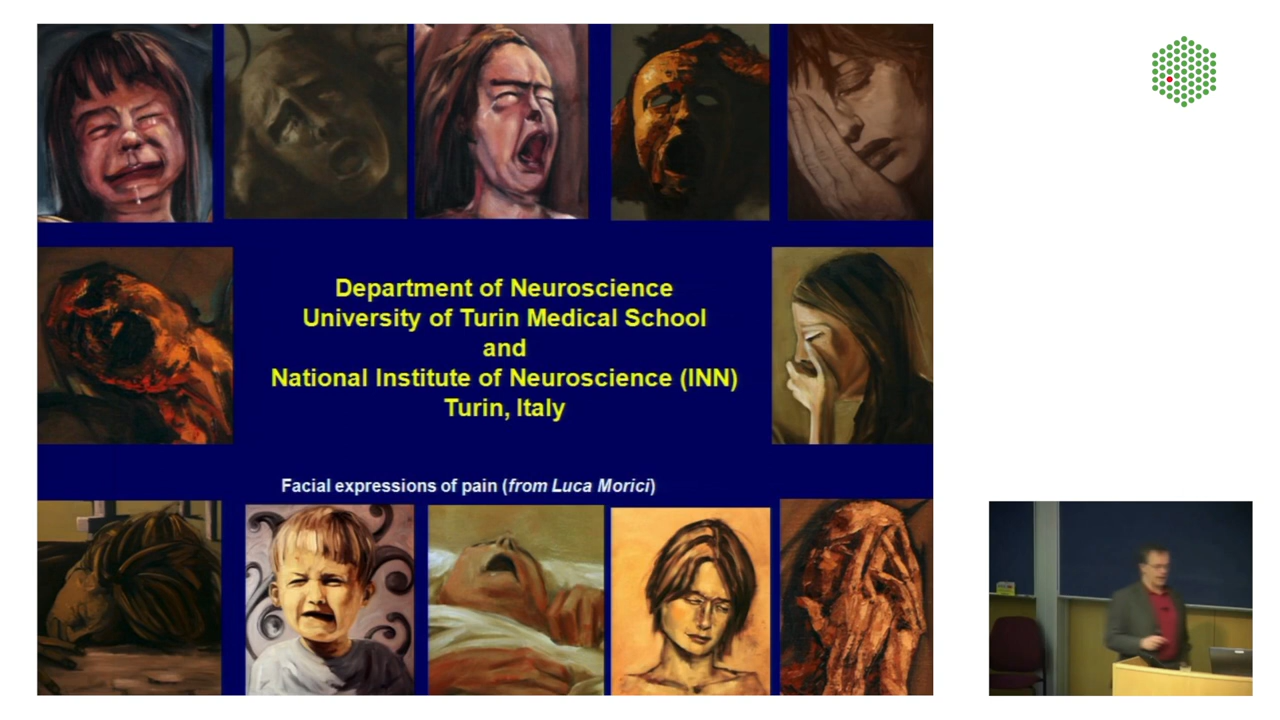 Department of Neuroscience
University of Turin Medical School
and
National Institute of Neuroscience (INN)
Turin, Italy
Facial expressions of pain (from Luca Morici)